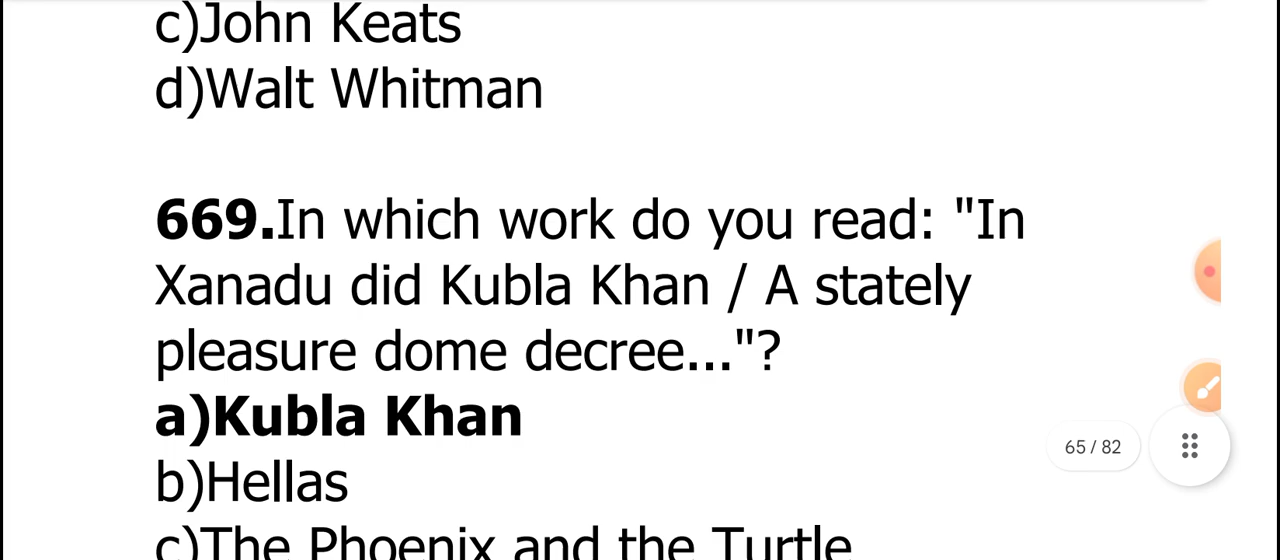 c)John Keats
d)Walt Whitman
669.In which work do you read: "In
Xanadu did Kubla Khan / A stately
pleasure dome decree..."?
a)Kubla Khan
b)Hellas
c)The Phoenix and the Turtle
65 / 82